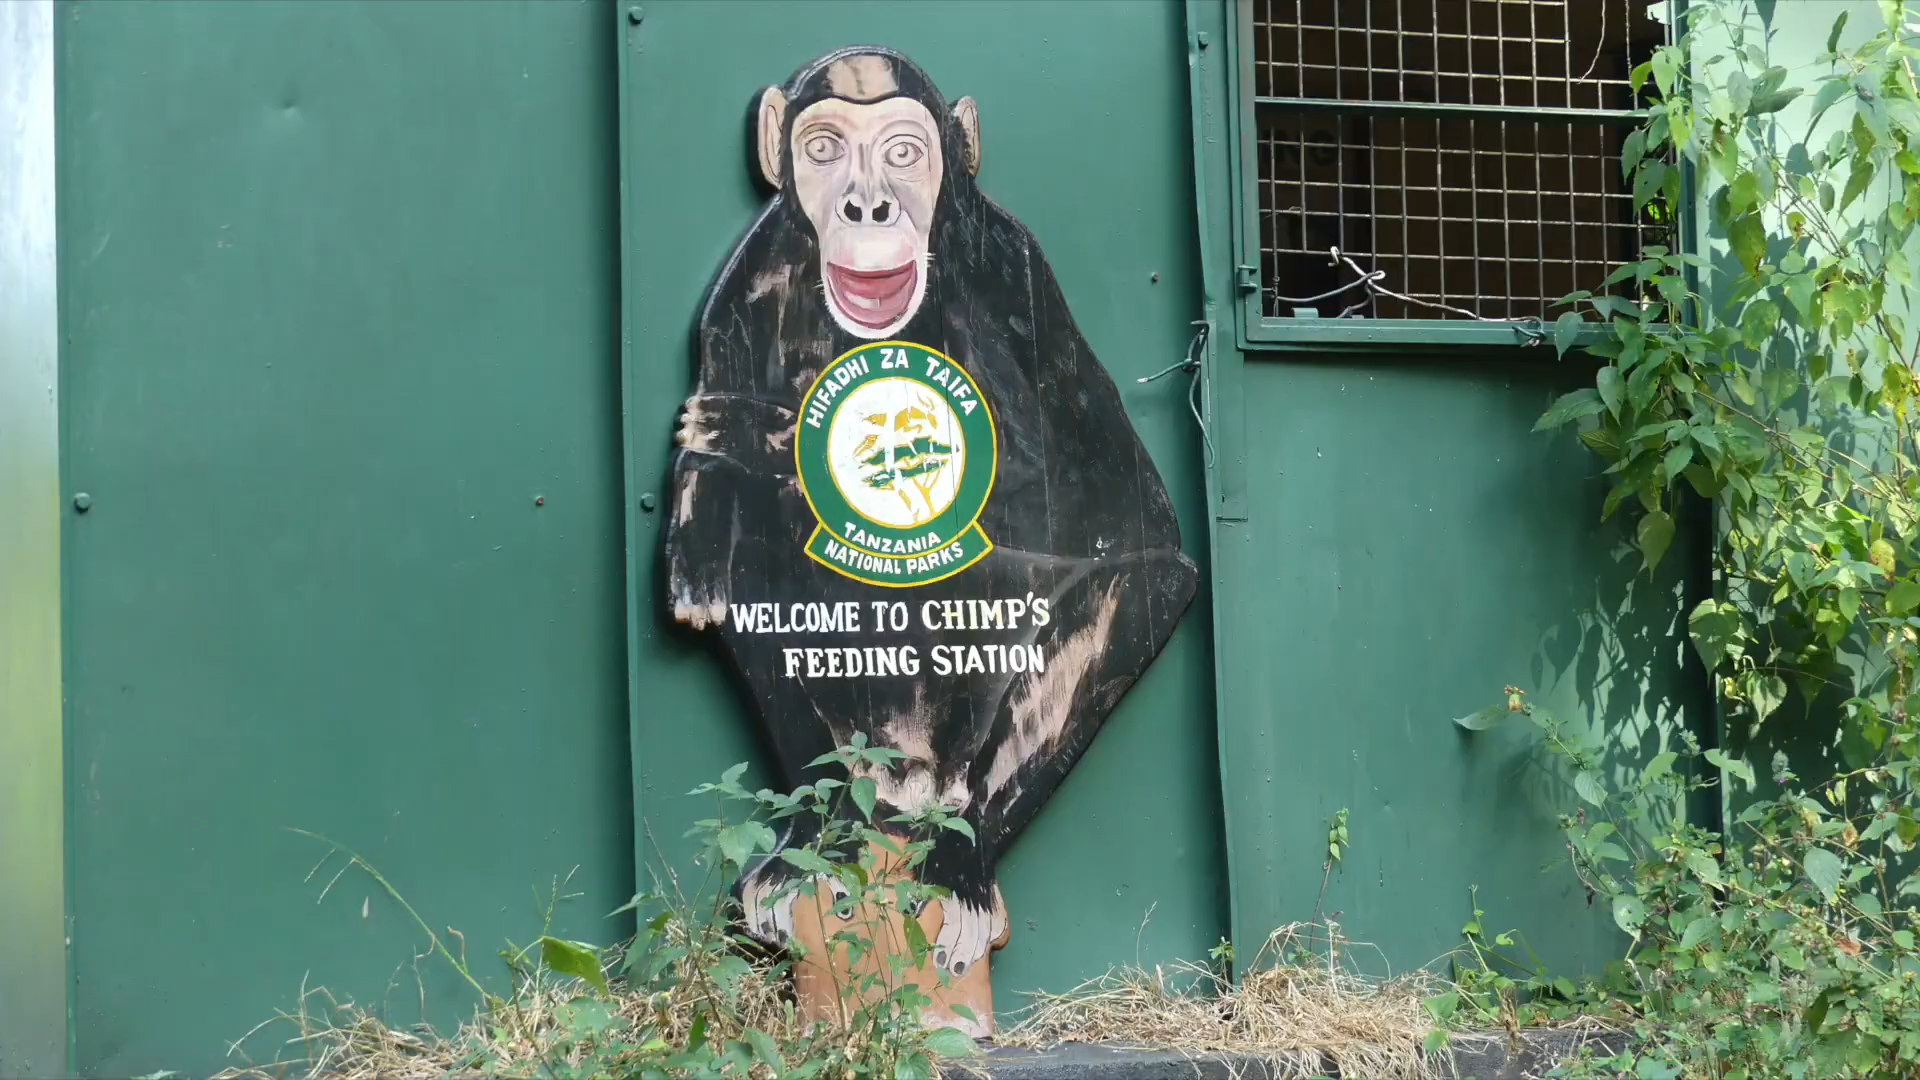 HIFADHI ZA TAIFA
TANZANIA
NATIONAL PARKS
WELCOME TO CHIMP'S
FEEDING STATION